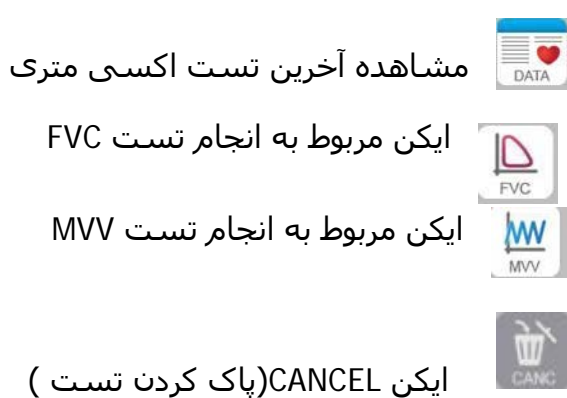 مشاهده آخرین تست اکسی متری
DATA
ایکن مربوط به انجام تست FVC
FVC
ایکن مربوط به انجام تست MVV
MVV
ایکن CANCEL(پاک کردن تست )
CANC